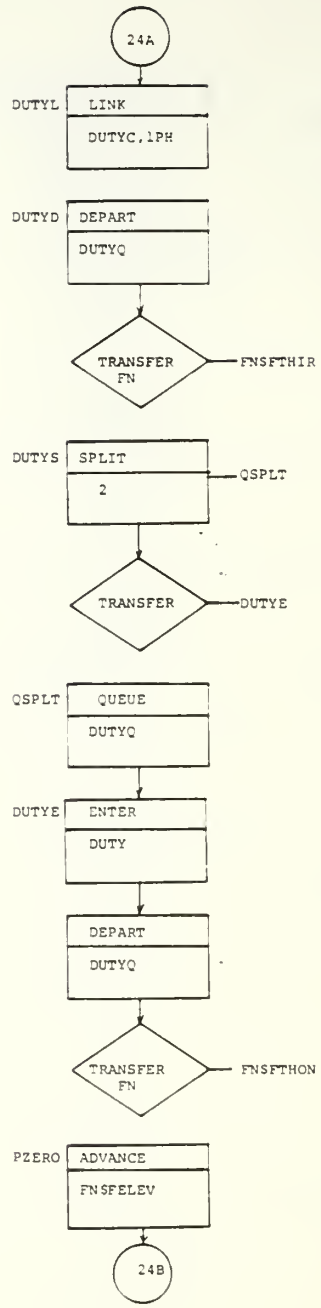 24A
DUTYL LINK
DUTYC,1PH
DUTYD DEPART
DUTYQ
TRANSFER FNSFTHIR
FN
DUTYS SPLIT
2 QSPLT
TRANSFER DUTYE
QSPLT QUEUE
DUTYQ
DUTYE ENTER
DUTY
DEPART
DUTYQ
TRANSFER FNSFTHON
FN
PZERO ADVANCE
FNSFELEV
24B